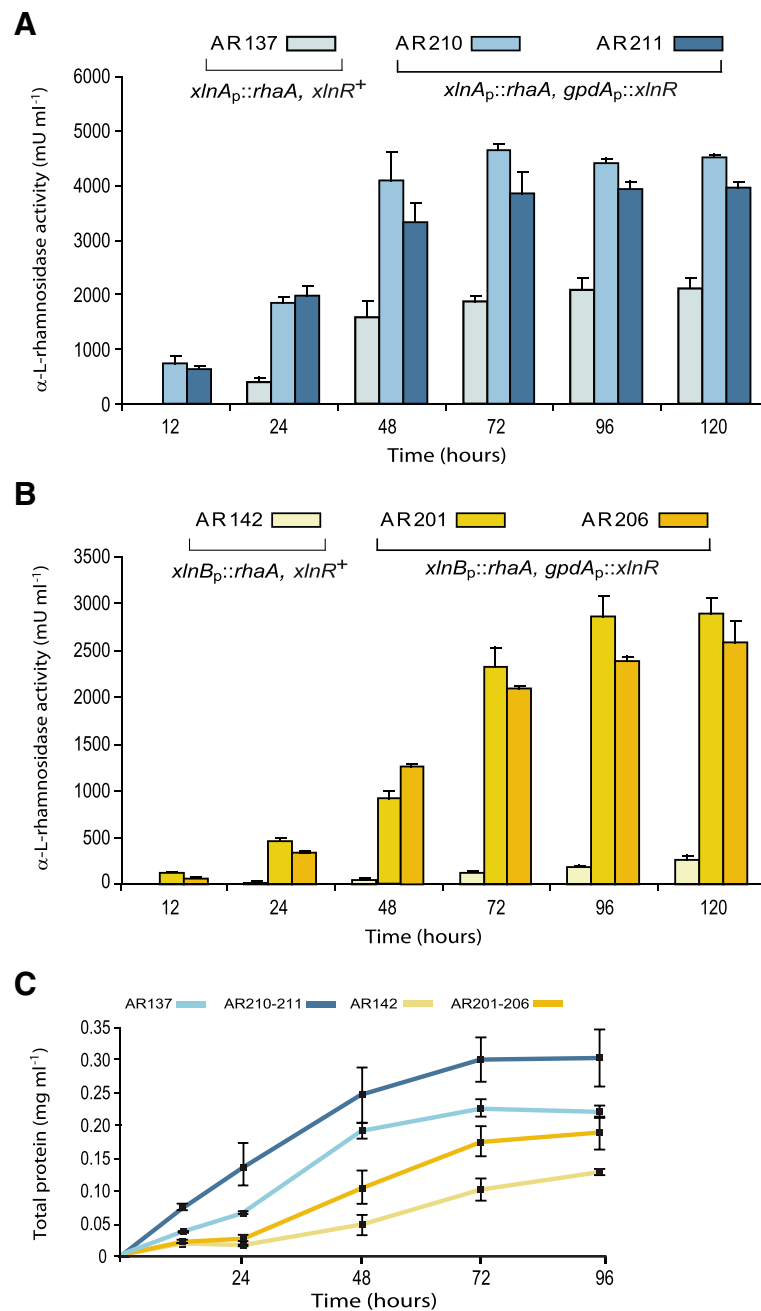 A
AR137 AR210 AR211
xlnAp::rhaA, xlnR+ xlnAp::rhaA, gpdAp::xlnR
α-L-rhamnosidase activity (mU ml-1)
6000
5000
4000
3000
2000
1000
0
12 24 48 72 96 120
Time (hours)
B
AR142 AR201 AR206
xlnBp::rhaA, xlnR+ xlnBp::rhaA, gpdAp::xlnR
α-L-rhamnosidase activity (mU ml-1)
3500
3000
2500
2000
1500
1000
500
0
12 24 48 72 96 120
Time (hours)
C
AR137 AR210-211 AR142 AR201-206
Total protein (mg ml-1)
0.35
0.30
0.25
0.20
0.15
0.10
0.05
0
24 48 72 96
Time (hours)